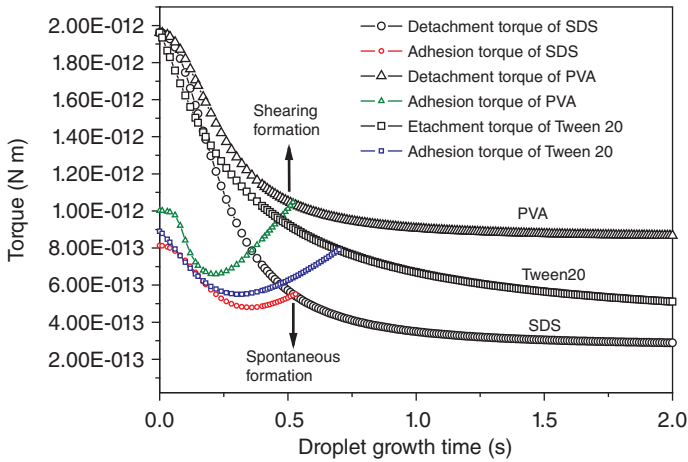 2.00E-012
1.80E-012
1.60E-012
1.40E-012
1.20E-012
1.00E-012
8.00E-013
6.00E-013
4.00E-013
2.00E-013
Torque (N m)
Detachment torque of SDS
Adhesion torque of SDS
Detachment torque of PVA
Adhesion torque of PVA
Etachment torque of Tween 20
Adhesion torque of Tween 20
Shearing
formation
PVA
Tween20
SDS
Spontaneous
formation
0.0
0.5
1.0
1.5
2.0
Droplet growth time (s)